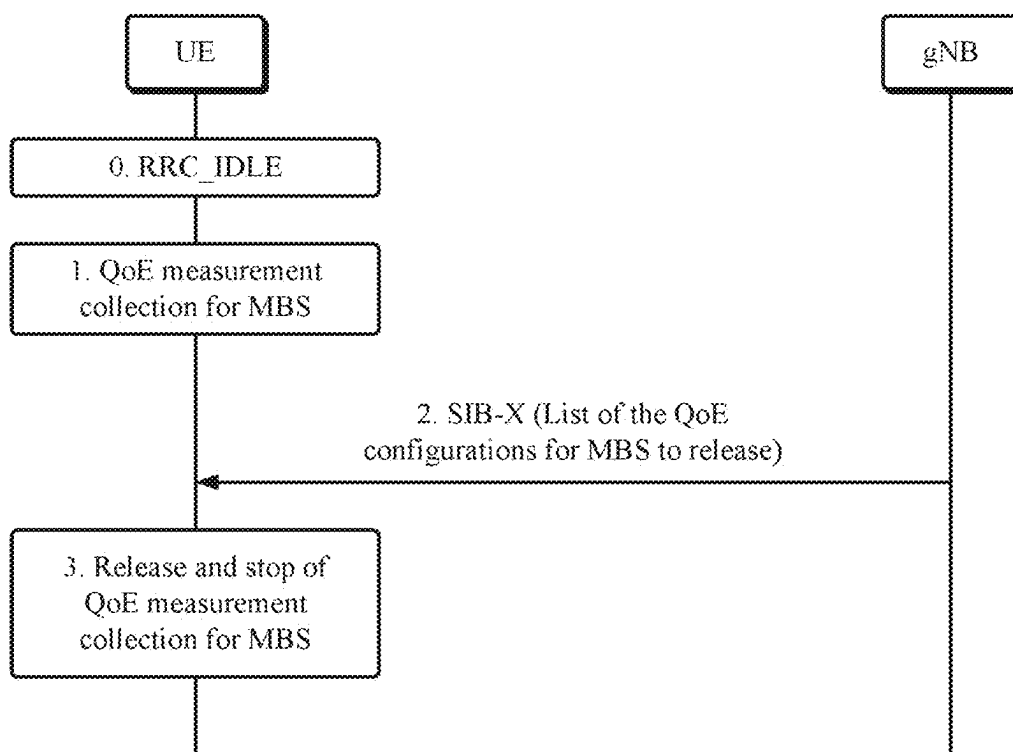 UE
gNB
0. RRC_IDLE
1. QoE measurement
collection for MBS
2. SIB-X (List of the QoE
configurations for MBS to release)
3. Release and stop of
QoE measurement
collection for MBS